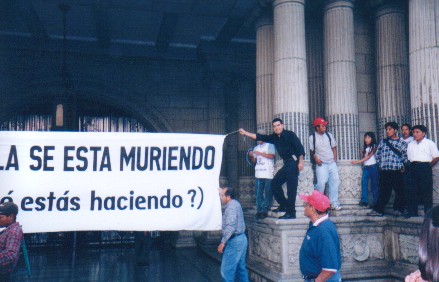 LA SE ESTA MURIENDO
estás haciendo?)